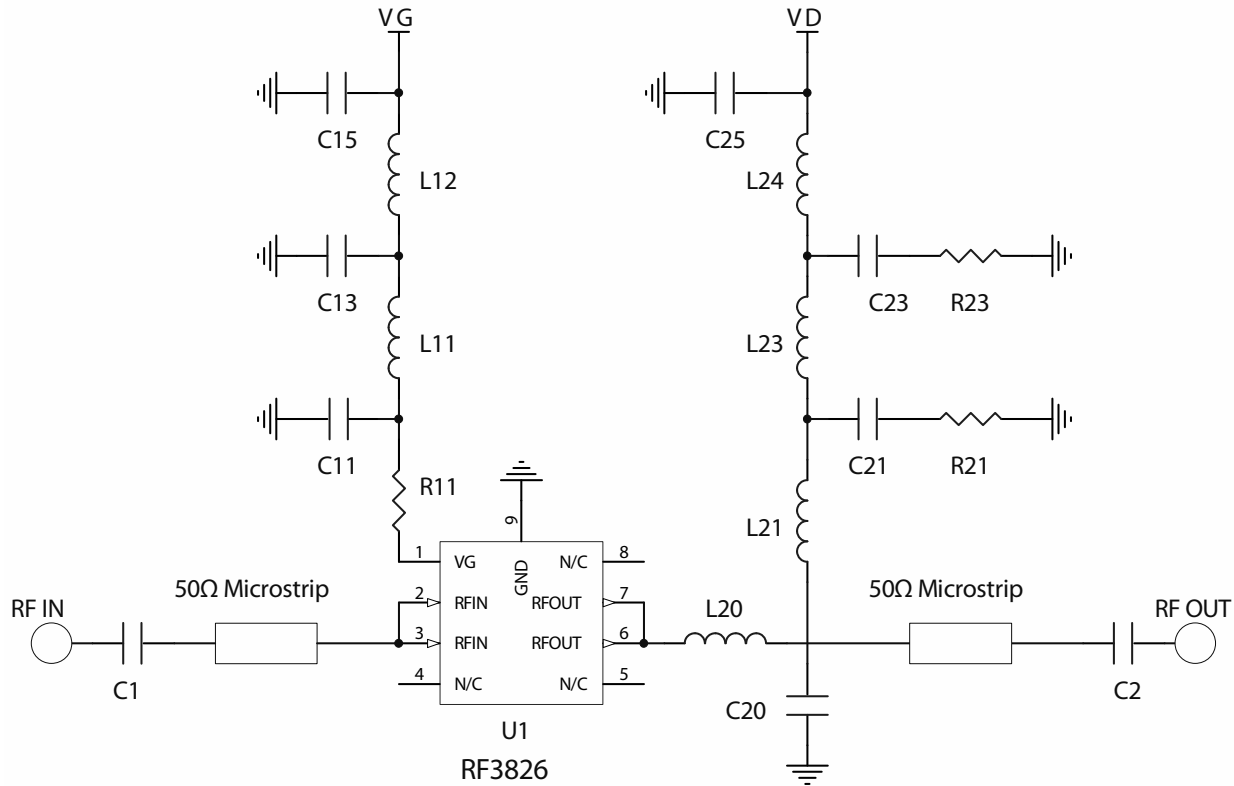 VG
VD
C15
C25
L12
L24
C13
C23
R23
L11
L23
C11
C21
R21
R11
L21
9
1
VG
GND
N/C
8
50Ω Microstrip
2
RFIN
RFOUT
7
L20
50Ω Microstrip
RF IN
RF OUT
3
RFIN
RFOUT
6
C1
4
N/C
N/C
5
C20
C2
U1
RF3826